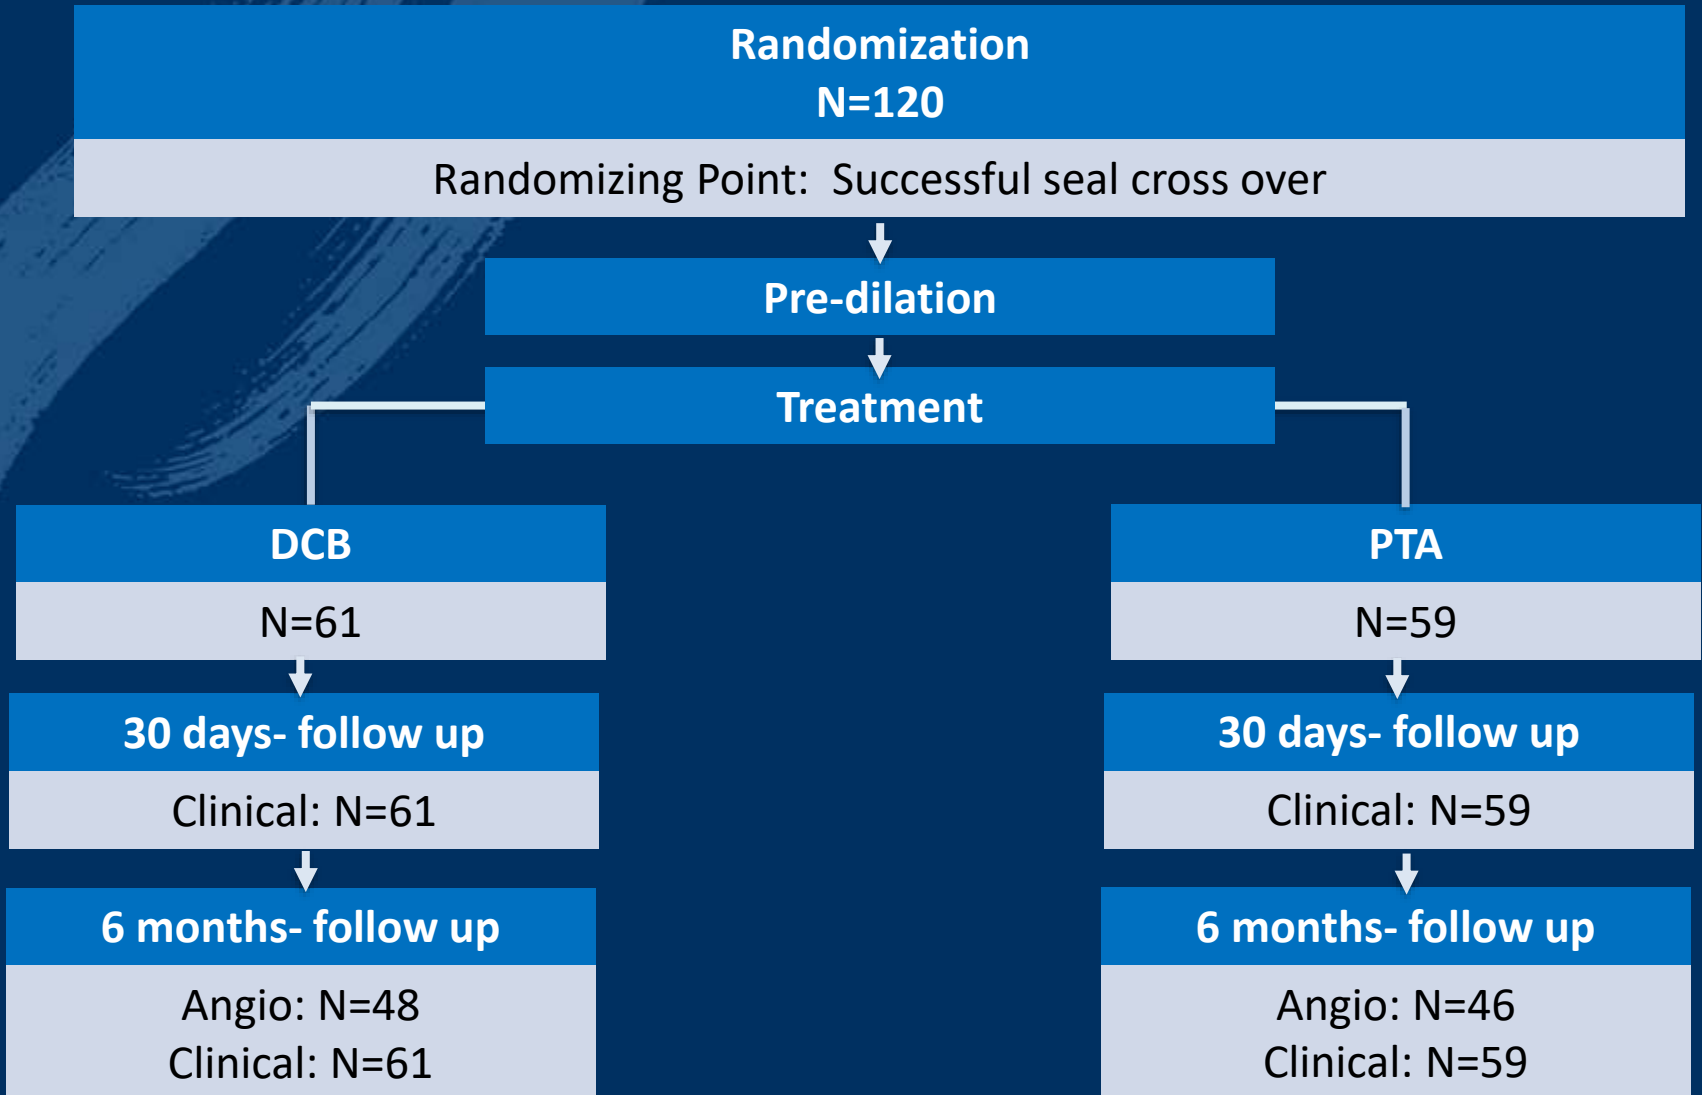 Randomization
N=120
Randomizing Point:  Successful seal cross over
Pre-dilation
Treatment
DCB
N=61
PTA
N=59
30 days- follow up
Clinical: N=61
30 days- follow up
Clinical: N=59
6 months- follow up
Angio: N=48
Clinical: N=61
6 months- follow up
Angio: N=46
Clinical: N=59